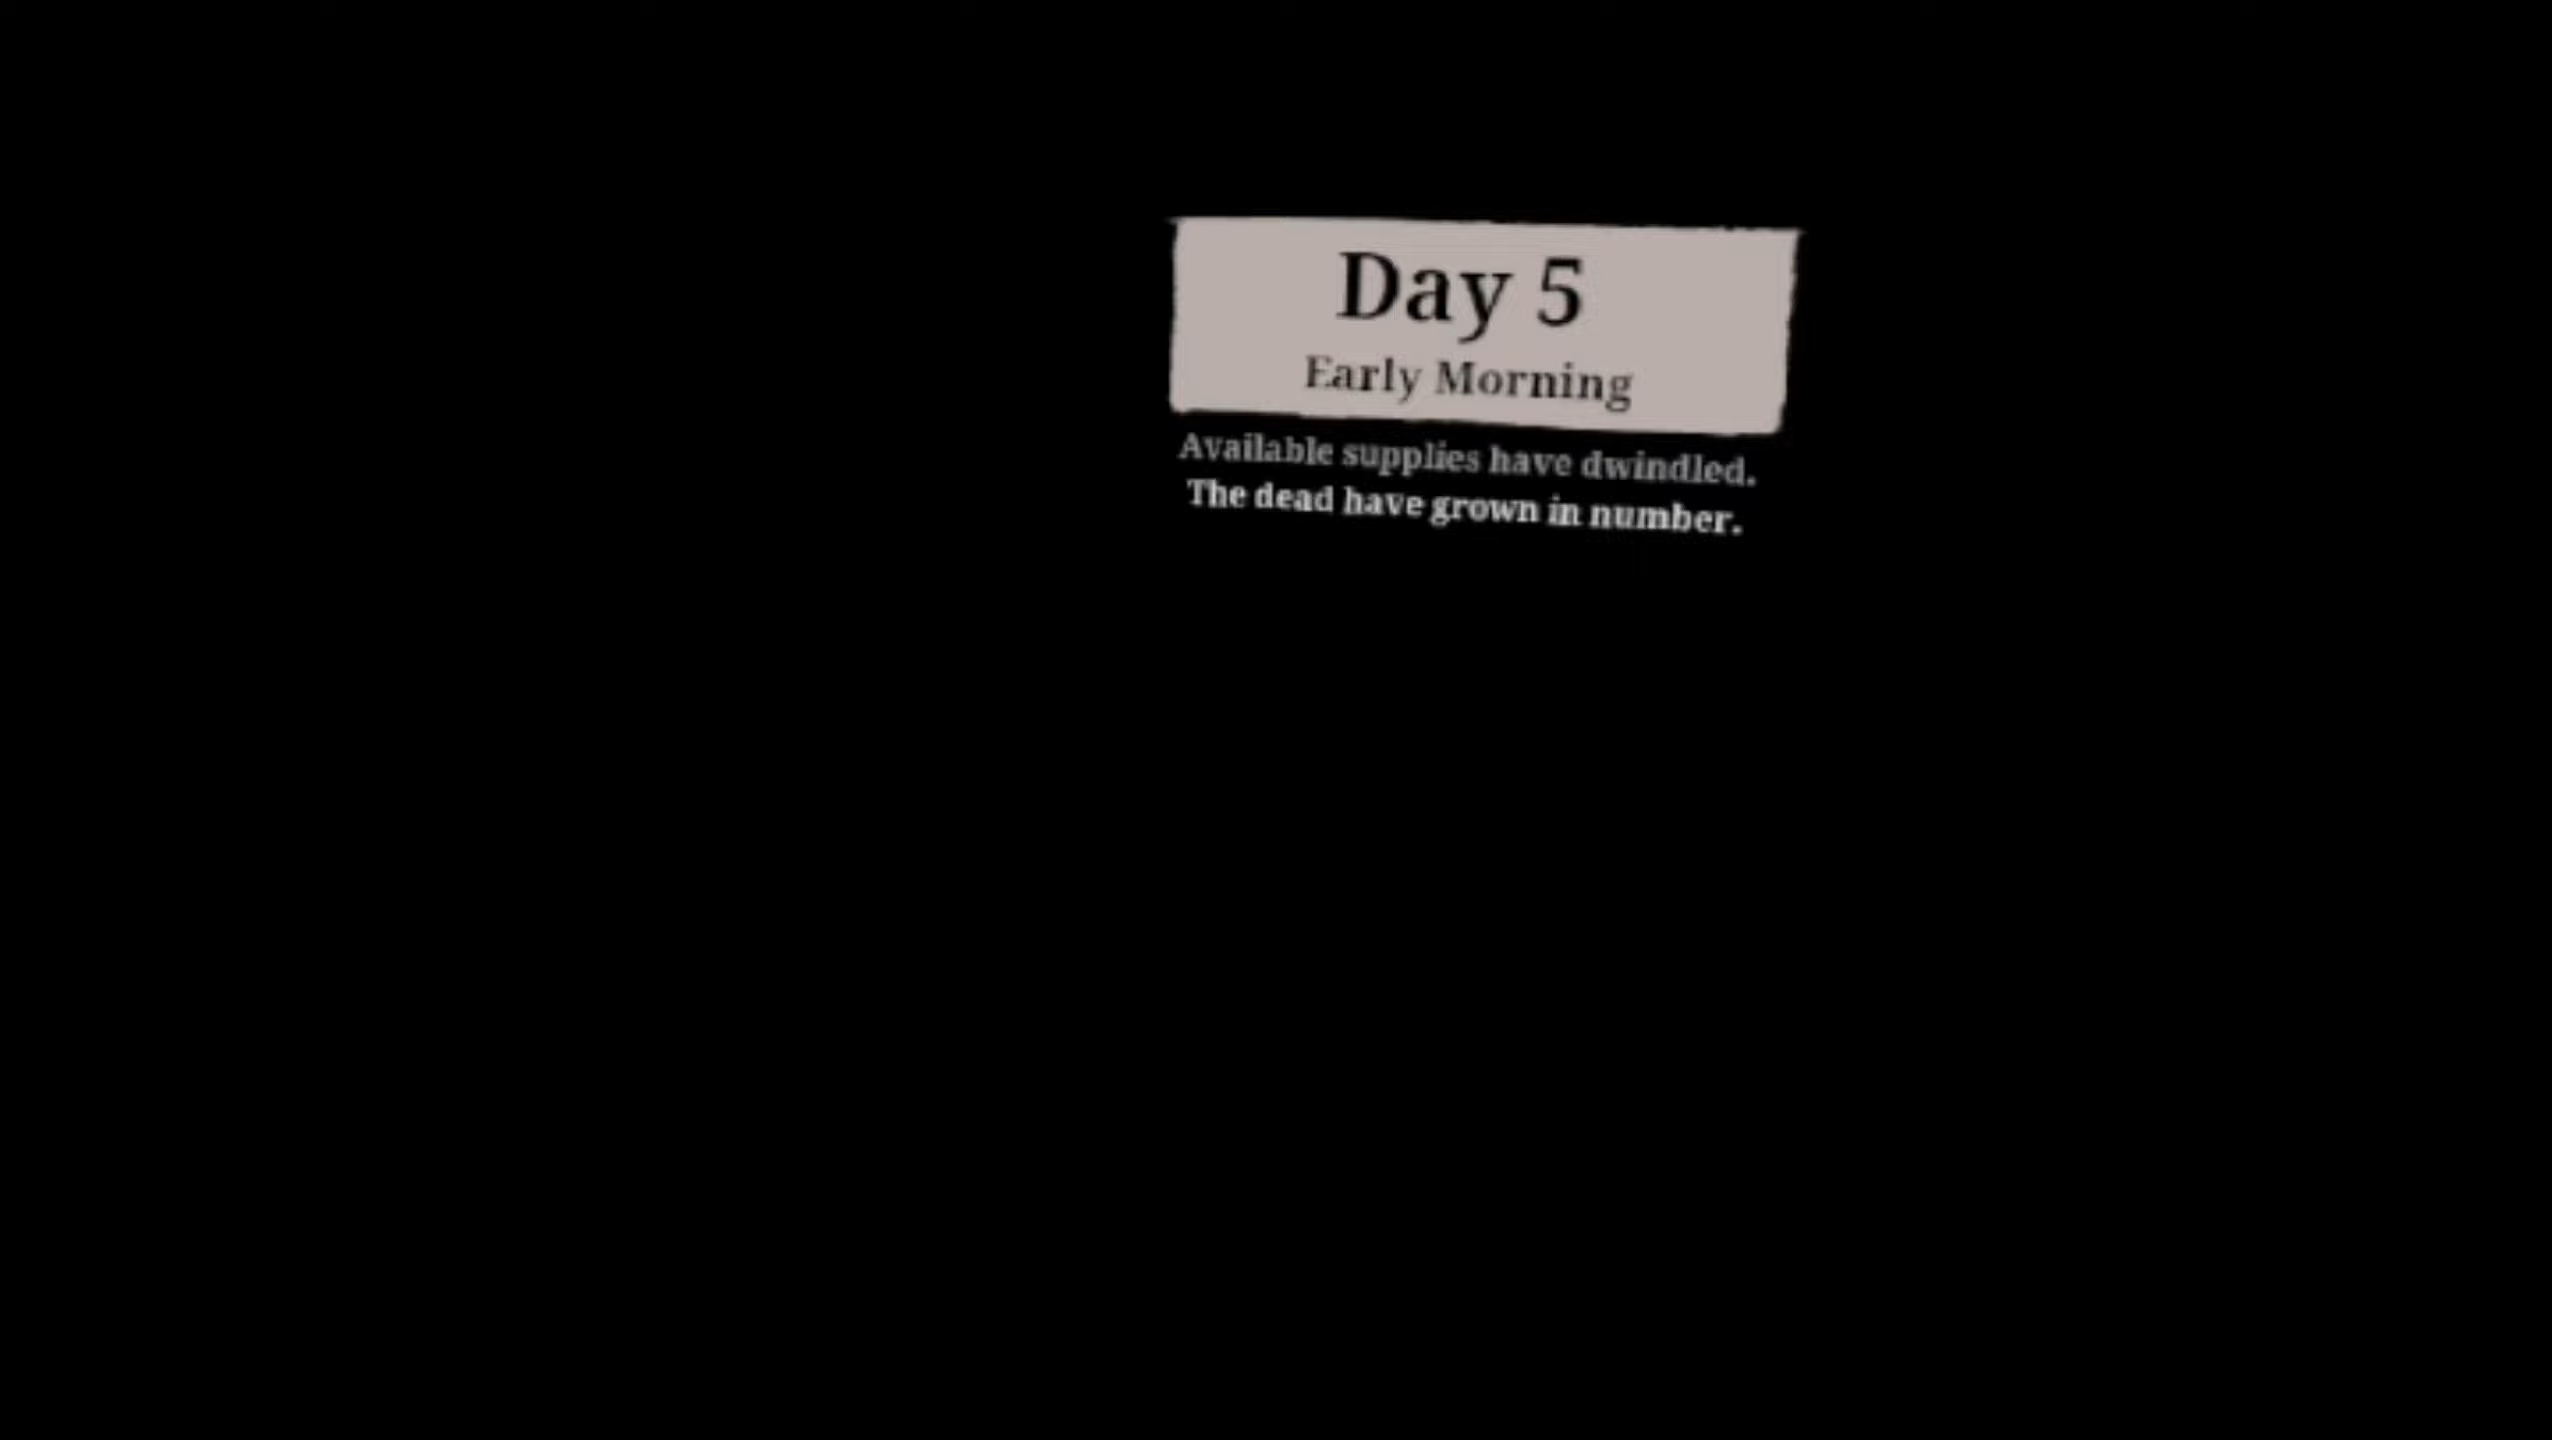 Day 5
Early Morning
Available supplies have dwindled.
The dead have grown in number.